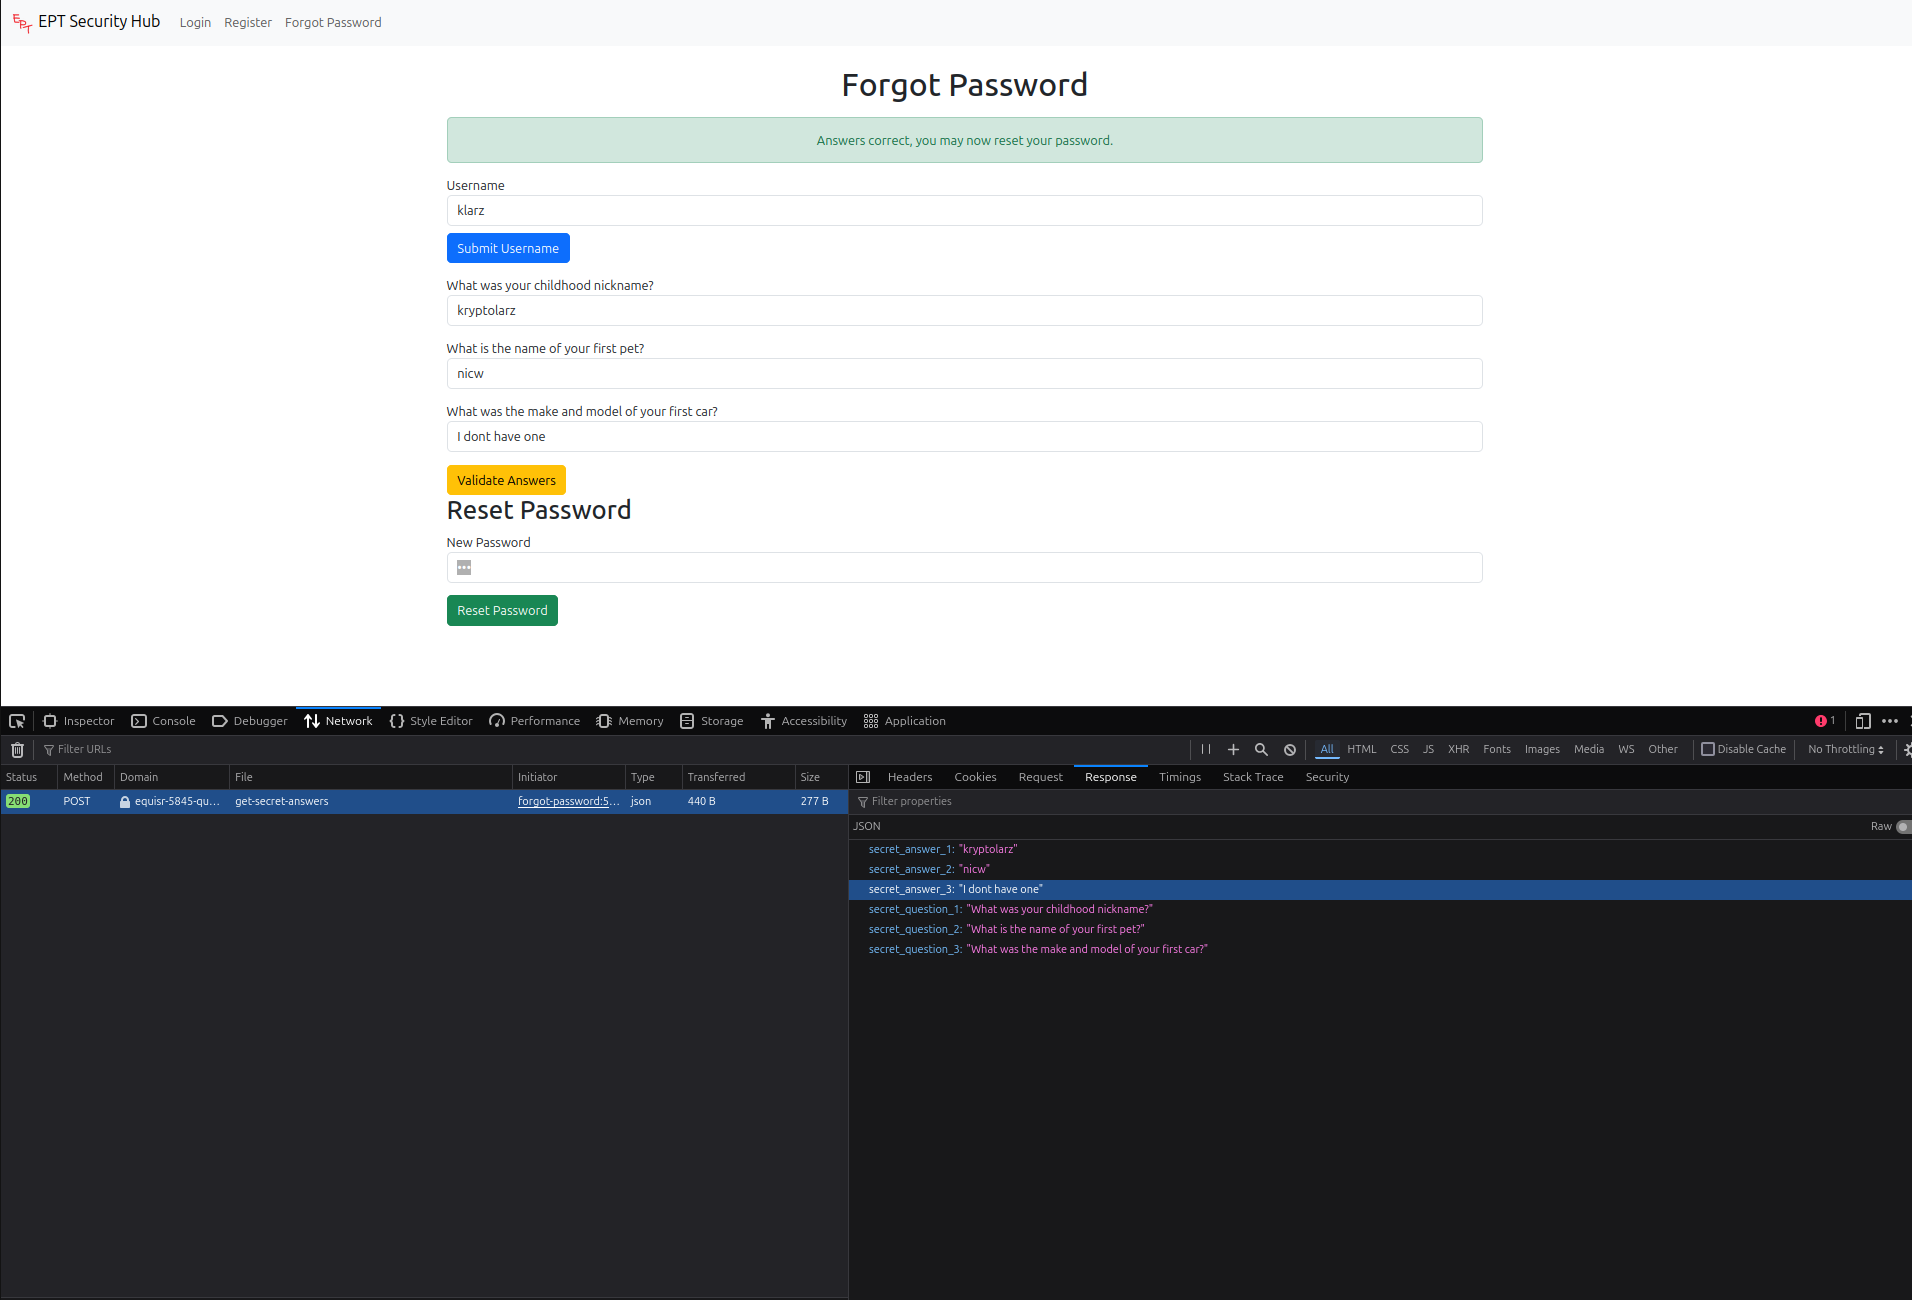 EPT EPT Security Hub Login Register Forgot Password
Forgot Password
Answers correct, you may now reset your password.
Username
klarz
Submit Username
What was your childhood nickname?
kryptolarz
What is the name of your first pet?
nicw
What was the make and model of your first car?
I dont have one
Validate Answers
Reset Password
New Password
•••
Reset Password
Inspector Console Debugger Network {} Style Editor Performance Memory Storage Accessibility Application 1
Filter URLs All HTML CSS JS XHR Fonts Images Media WS Other Disable Cache No Throttling
Status Method Domain File Initiator Type Transferred Size
200 POST equisr-5845-qu... get-secret-answers forgot-password:5... json 440 B 277 B
Headers Cookies Request Response Timings Stack Trace Security
Filter properties
JSON Raw
secret_answer_1: "kryptolarz"
secret_answer_2: "nicw"
secret_answer_3: "I dont have one"
secret_question_1: "What was your childhood nickname?"
secret_question_2: "What is the name of your first pet?"
secret_question_3: "What was the make and model of your first car?"